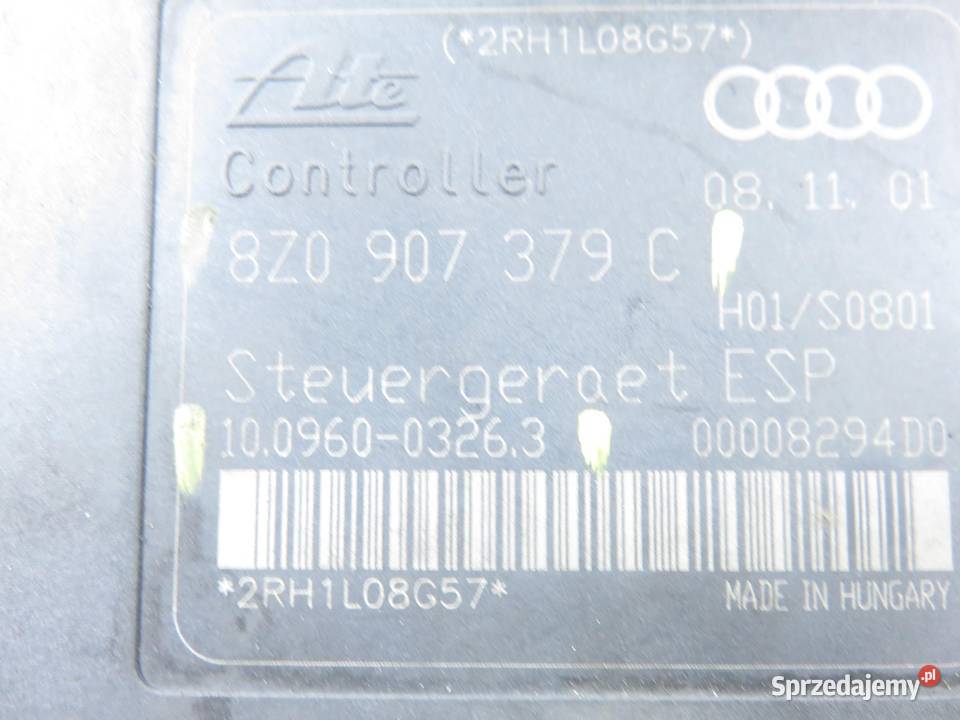 (*2RH1L08G57*)
Ate
Controller
08. 11. 01
8Z0 907 379 C
H01/S0801
Steuergeraet ESP
10.0960-0326.3
00008294D0
*2RH1L08G57*
MADE IN HUNGARY
Sprzedajemy.pl